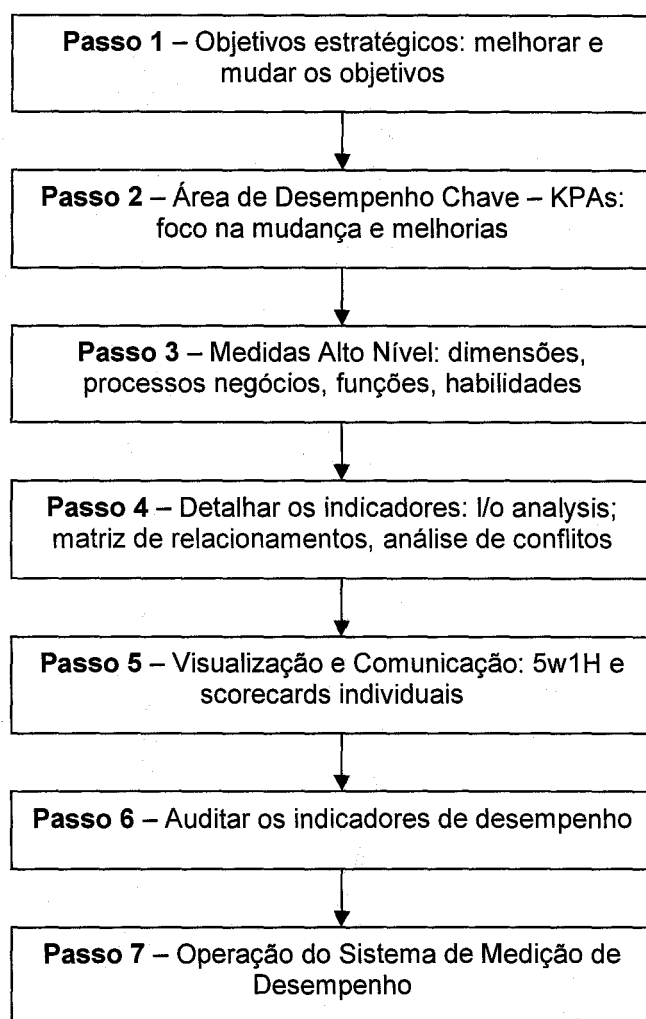 Passo 1 – Objetivos estratégicos: melhorar e
mudar os objetivos
Passo 2 – Área de Desempenho Chave – KPAs:
foco na mudança e melhorias
Passo 3 – Medidas Alto Nível: dimensões,
processos negócios, funções, habilidades
Passo 4 – Detalhar os indicadores: I/o analysis;
matriz de relacionamentos, análise de conflitos
Passo 5 – Visualização e Comunicação: 5w1H e
scorecards individuais
Passo 6 – Auditar os indicadores de desempenho
Passo 7 – Operação do Sistema de Medição de
Desempenho